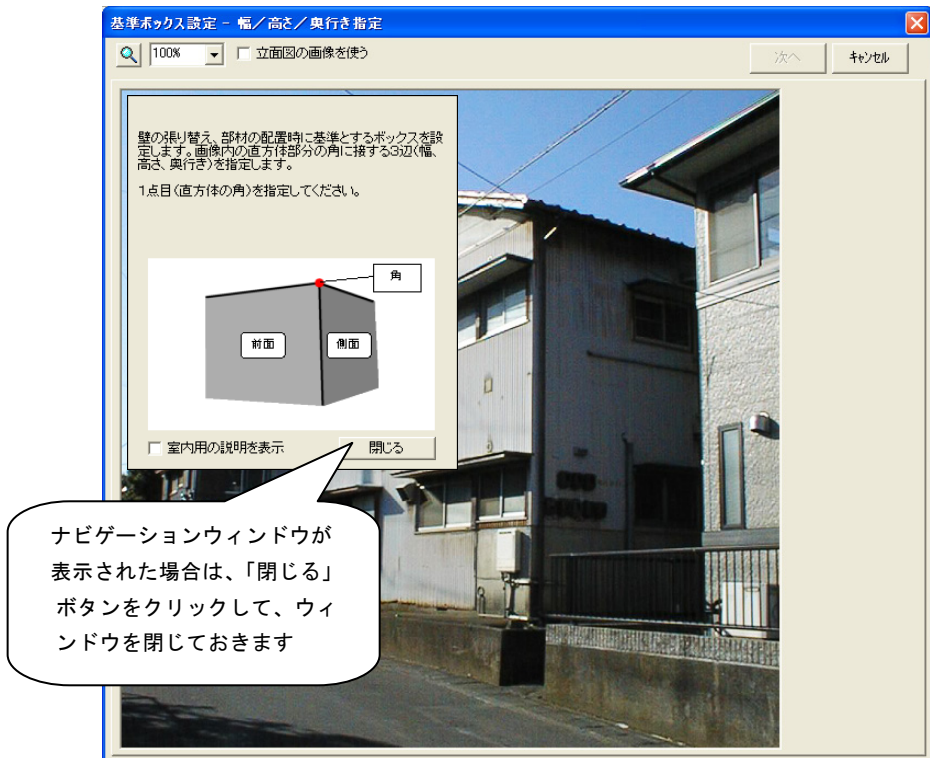 基準ボックス設定 - 幅／高さ／奥行き指定
100%
立面図の画像を使う
次へ
キャンセル
壁の張り替え、部材の配置時に基準とするボックスを設
定します。画像内の直方体部分の角に接する3辺(幅、
高さ、奥行き)を指定します。
1点目(直方体の角)を指定してください。
角
前面
側面
室内用の説明を表示
閉じる
ナビゲーションウィンドウが
表示された場合は、「閉じる」
ボタンをクリックして、ウィ
ンドウを閉じておきます